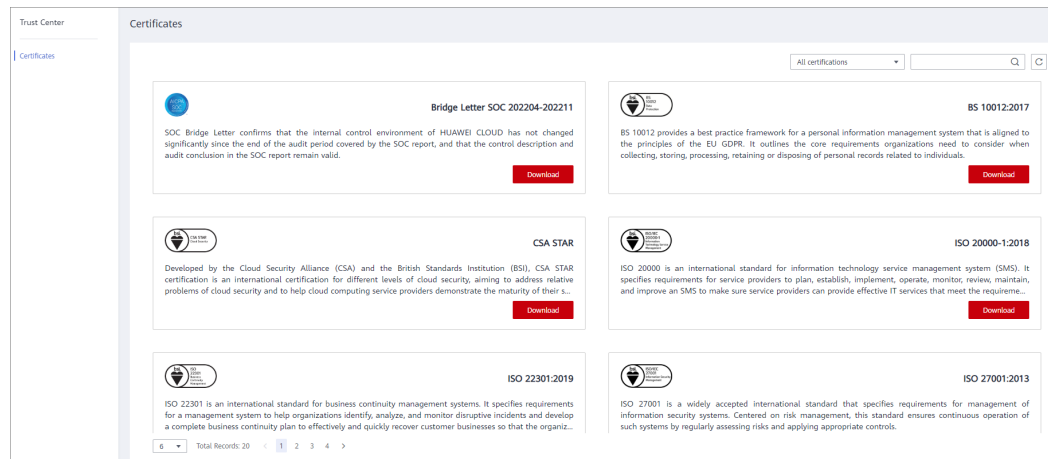 Trust Center
Certificates
Certificates
All certifications
Bridge Letter SOC 202204-202211
SOC Bridge Letter confirms that the internal control environment of HUAWEI CLOUD has not changed
significantly since the end of the audit period covered by the SOC report, and that the control description and
audit conclusion in the SOC report remain valid.
Download
BS 10012:2017
BS 10012 provides a best practice framework for a personal information management system that is aligned to
the principles of the EU GDPR. It outlines the core requirements organizations need to consider when
collecting, storing, processing, retaining or disposing of personal records related to individuals.
Download
CSA STAR
Developed by the Cloud Security Alliance (CSA) and the British Standards Institution (BSI), CSA STAR
certification is an international certification for different levels of cloud security, aiming to address relative
problems of cloud security and to help cloud computing service providers demonstrate the maturity of their s...
Download
ISO 20000-1:2018
ISO 20000 is an international standard for information technology service management system (SMS). It
specifies requirements for service providers to plan, establish, implement, operate, monitor, review, maintain,
and improve an SMS to make sure service providers can provide effective IT services that meet the requireme...
Download
ISO 22301:2019
ISO 22301 is an international standard for business continuity management systems. It specifies requirements
for a management system to help organizations identify, analyze, and monitor disruptive incidents and develop
a complete business continuity plan to effectively and quickly recover customer businesses so that the organiz...
ISO 27001:2013
ISO 27001 is a widely accepted international standard that specifies requirements for management of
information security systems. Centered on risk management, this standard ensures continuous operation of
such systems by regularly assessing risks and applying appropriate controls.
6 Total Records: 20 < 1 2 3 4 >